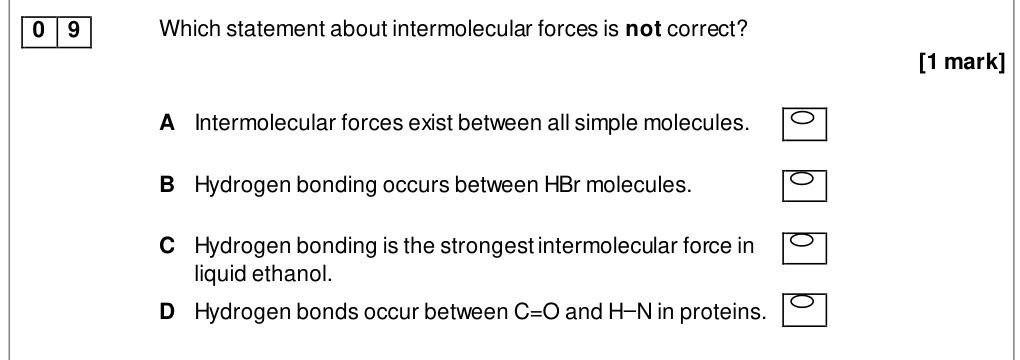 0 9 Which statement about intermolecular forces is not correct?
[1 mark]
A Intermolecular forces exist between all simple molecules.
B Hydrogen bonding occurs between HBr molecules.
C Hydrogen bonding is the strongest intermolecular force in
liquid ethanol.
D Hydrogen bonds occur between C=O and H–N in proteins.